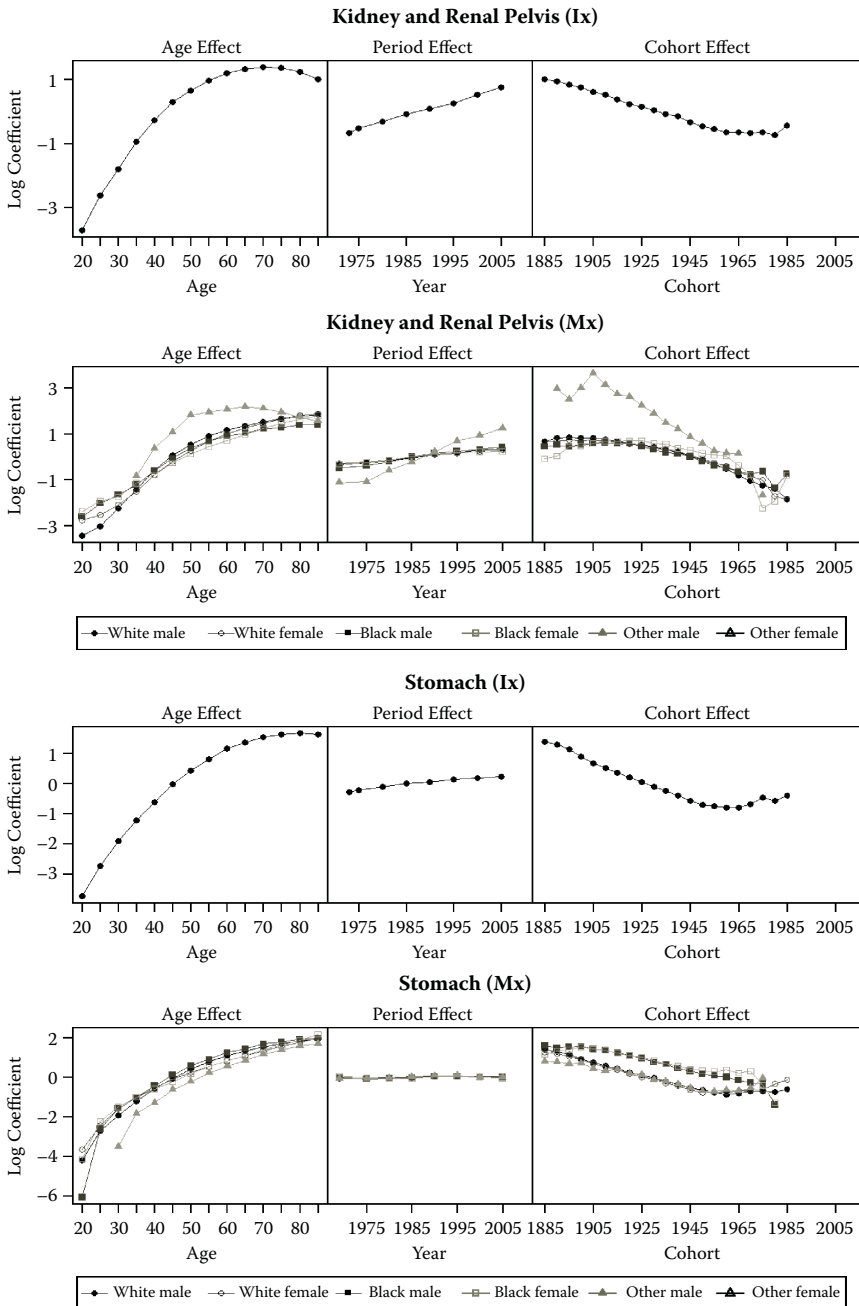 Kidney and Renal Pelvis (Ix)
Age Effect Period Effect Cohort Effect
Log Coefficient
1
−1
−3
20 30 40 50 60 70 80 1975 1985 1995 2005 1885 1905 1925 1945 1965 1985 2005
Age Year Cohort
Kidney and Renal Pelvis (Mx)
Age Effect Period Effect Cohort Effect
Log Coefficient
3
1
−1
−3
20 30 40 50 60 70 80 1975 1985 1995 2005 1885 1905 1925 1945 1965 1985 2005
Age Year Cohort
White male White female Black male Black female Other male Other female
Stomach (Ix)
Age Effect Period Effect Cohort Effect
Log Coefficient
1
0
−1
−2
−3
20 30 40 50 60 70 80 1975 1985 1995 2005 1885 1905 1925 1945 1965 1985 2005
Age Year Cohort
Stomach (Mx)
Age Effect Period Effect Cohort Effect
Log Coefficient
2
0
−2
−4
−6
20 30 40 50 60 70 80 1975 1985 1995 2005 1885 1905 1925 1945 1965 1985 2005
Age Year Cohort
White male White female Black male Black female Other male Other female